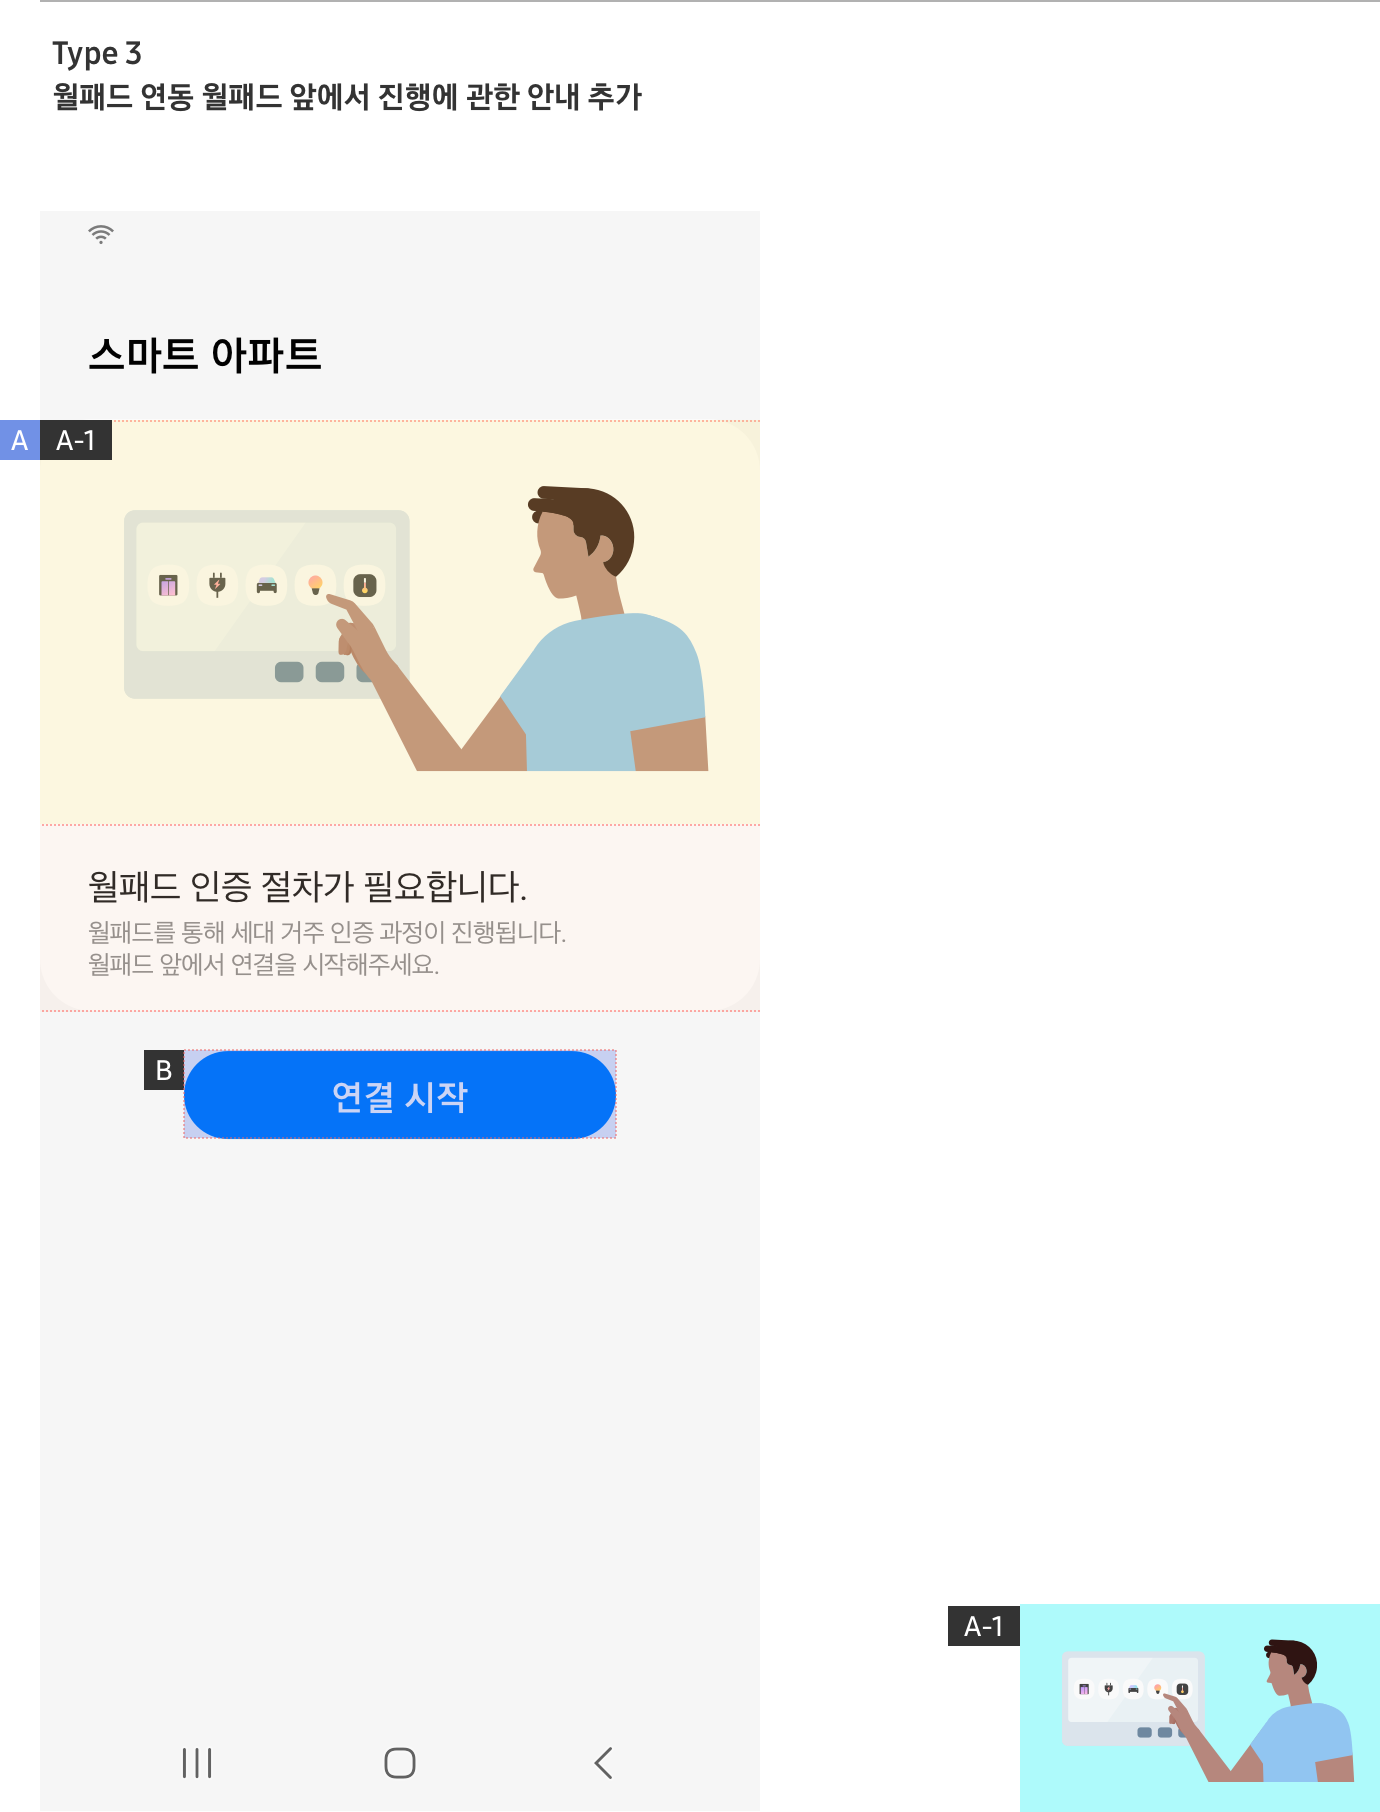 Type 3
월패드 연동 월패드 앞에서 진행에 관한 안내 추가
스마트 아파트
A
A-1
월패드 인증 절차가 필요합니다.
월패드를 통해 세대 거주 인증 과정이 진행됩니다.
월패드 앞에서 연결을 시작해주세요.
B
연결 시작
A-1